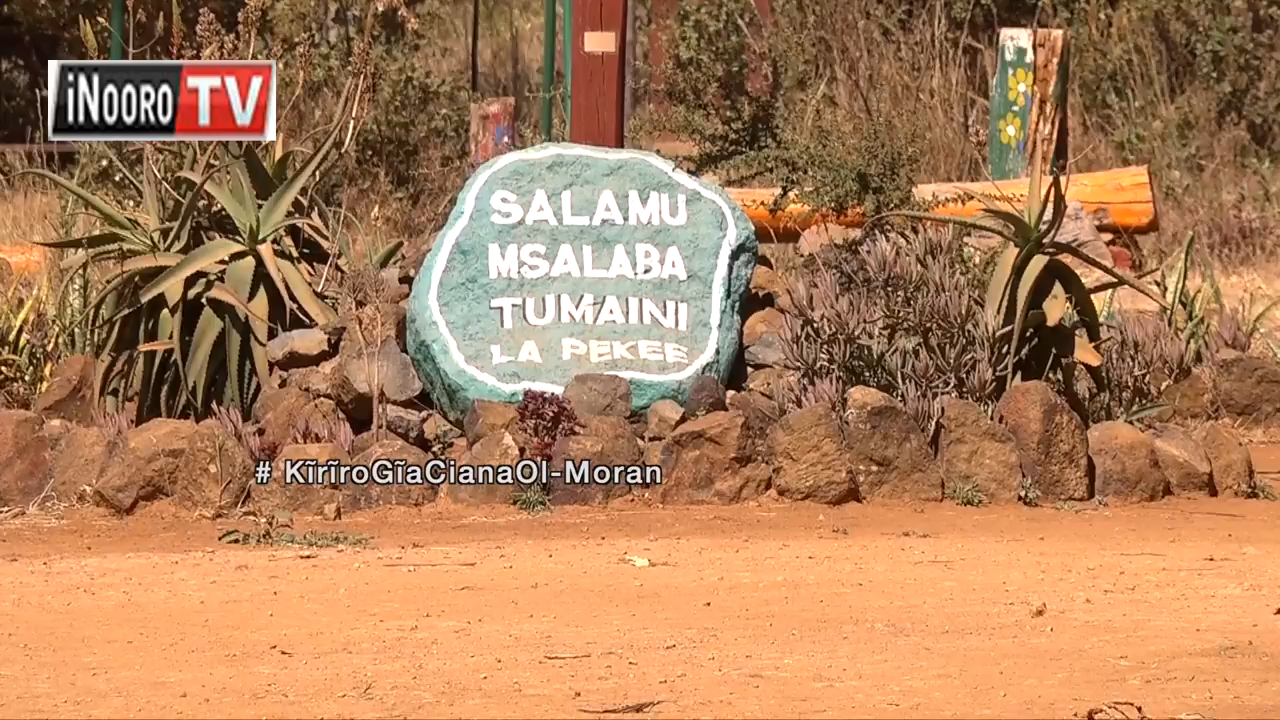 iNOORO TV
SALAMU
MSALABA
TUMAINI
LA PEKEE
# KĩrĩroGĩaCianaOl-Moran